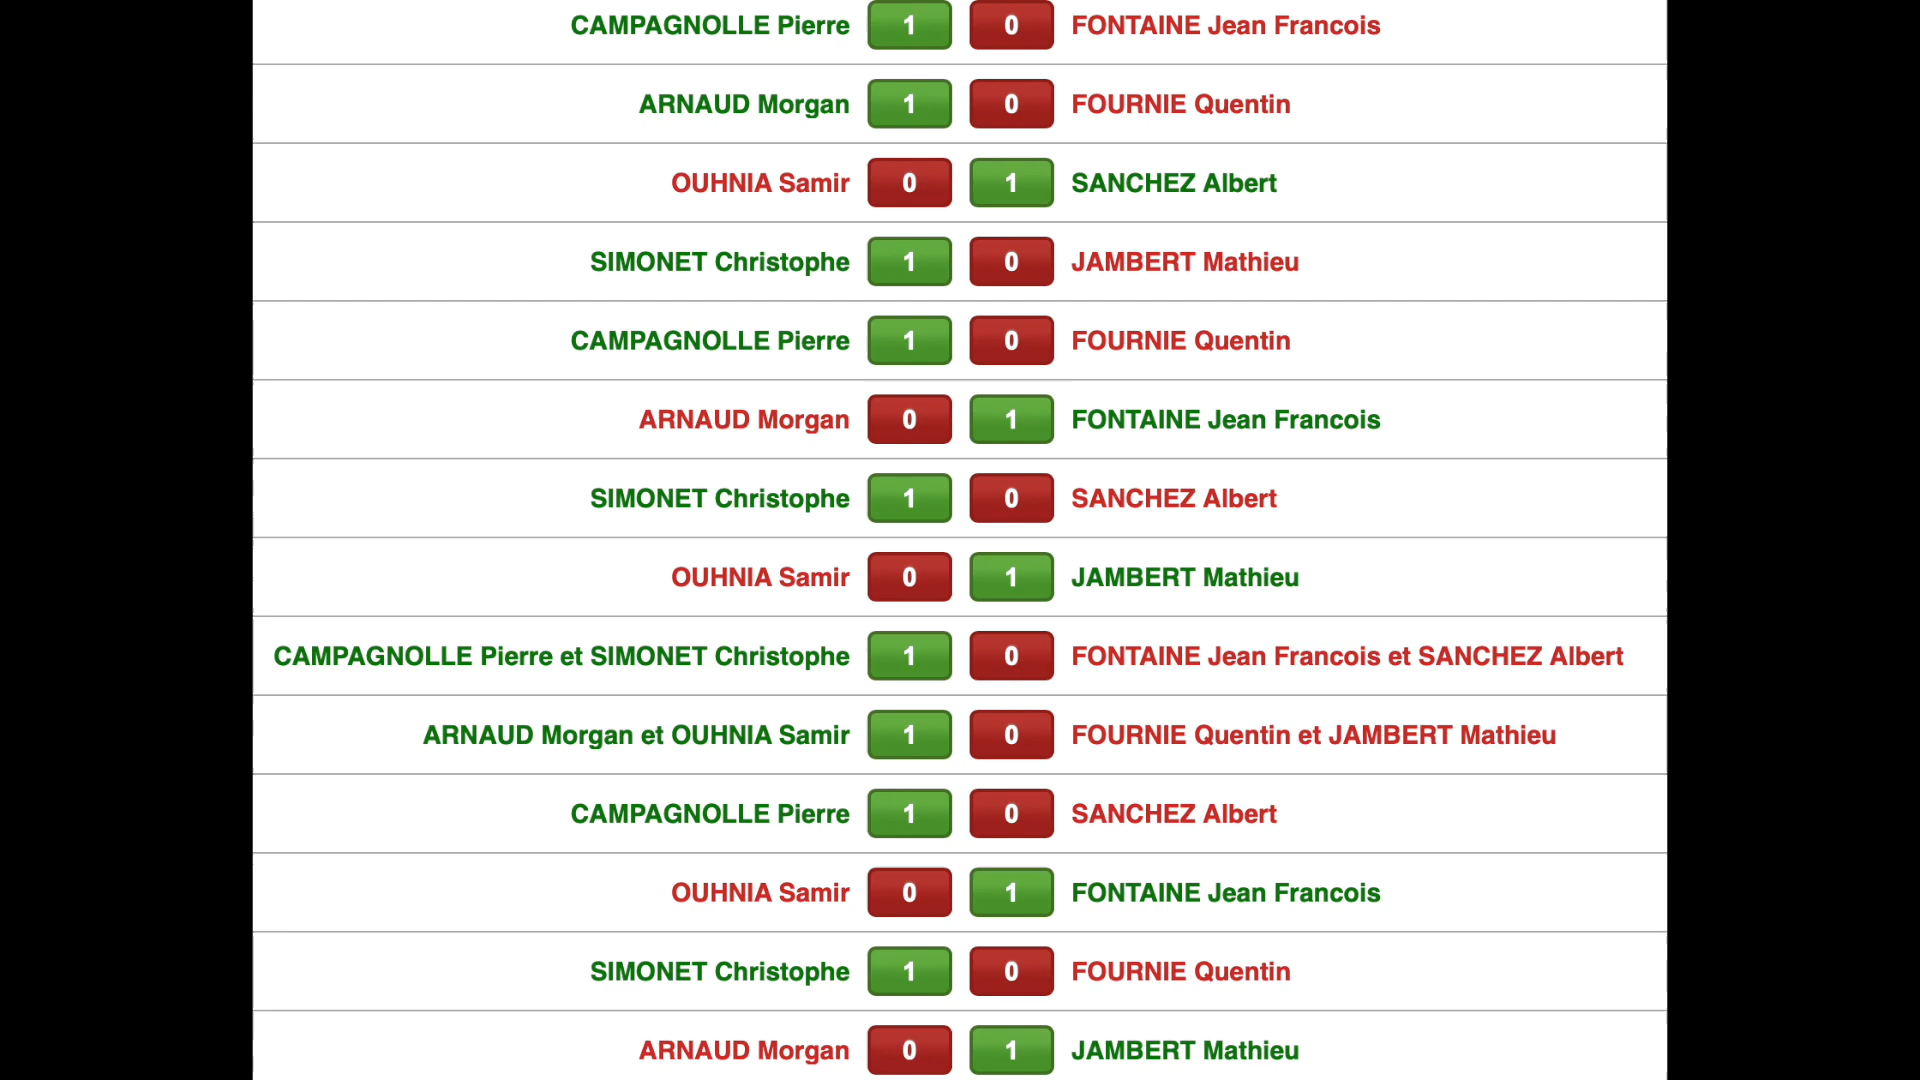 CAMPAGNOLLE Pierre 1 0 FONTAINE Jean Francois
ARNAUD Morgan 1 0 FOURNIE Quentin
OUHNIA Samir 0 1 SANCHEZ Albert
SIMONET Christophe 1 0 JAMBERT Mathieu
CAMPAGNOLLE Pierre 1 0 FOURNIE Quentin
ARNAUD Morgan 0 1 FONTAINE Jean Francois
SIMONET Christophe 1 0 SANCHEZ Albert
OUHNIA Samir 0 1 JAMBERT Mathieu
CAMPAGNOLLE Pierre et SIMONET Christophe 1 0 FONTAINE Jean Francois et SANCHEZ Albert
ARNAUD Morgan et OUHNIA Samir 1 0 FOURNIE Quentin et JAMBERT Mathieu
CAMPAGNOLLE Pierre 1 0 SANCHEZ Albert
OUHNIA Samir 0 1 FONTAINE Jean Francois
SIMONET Christophe 1 0 FOURNIE Quentin
ARNAUD Morgan 0 1 JAMBERT Mathieu